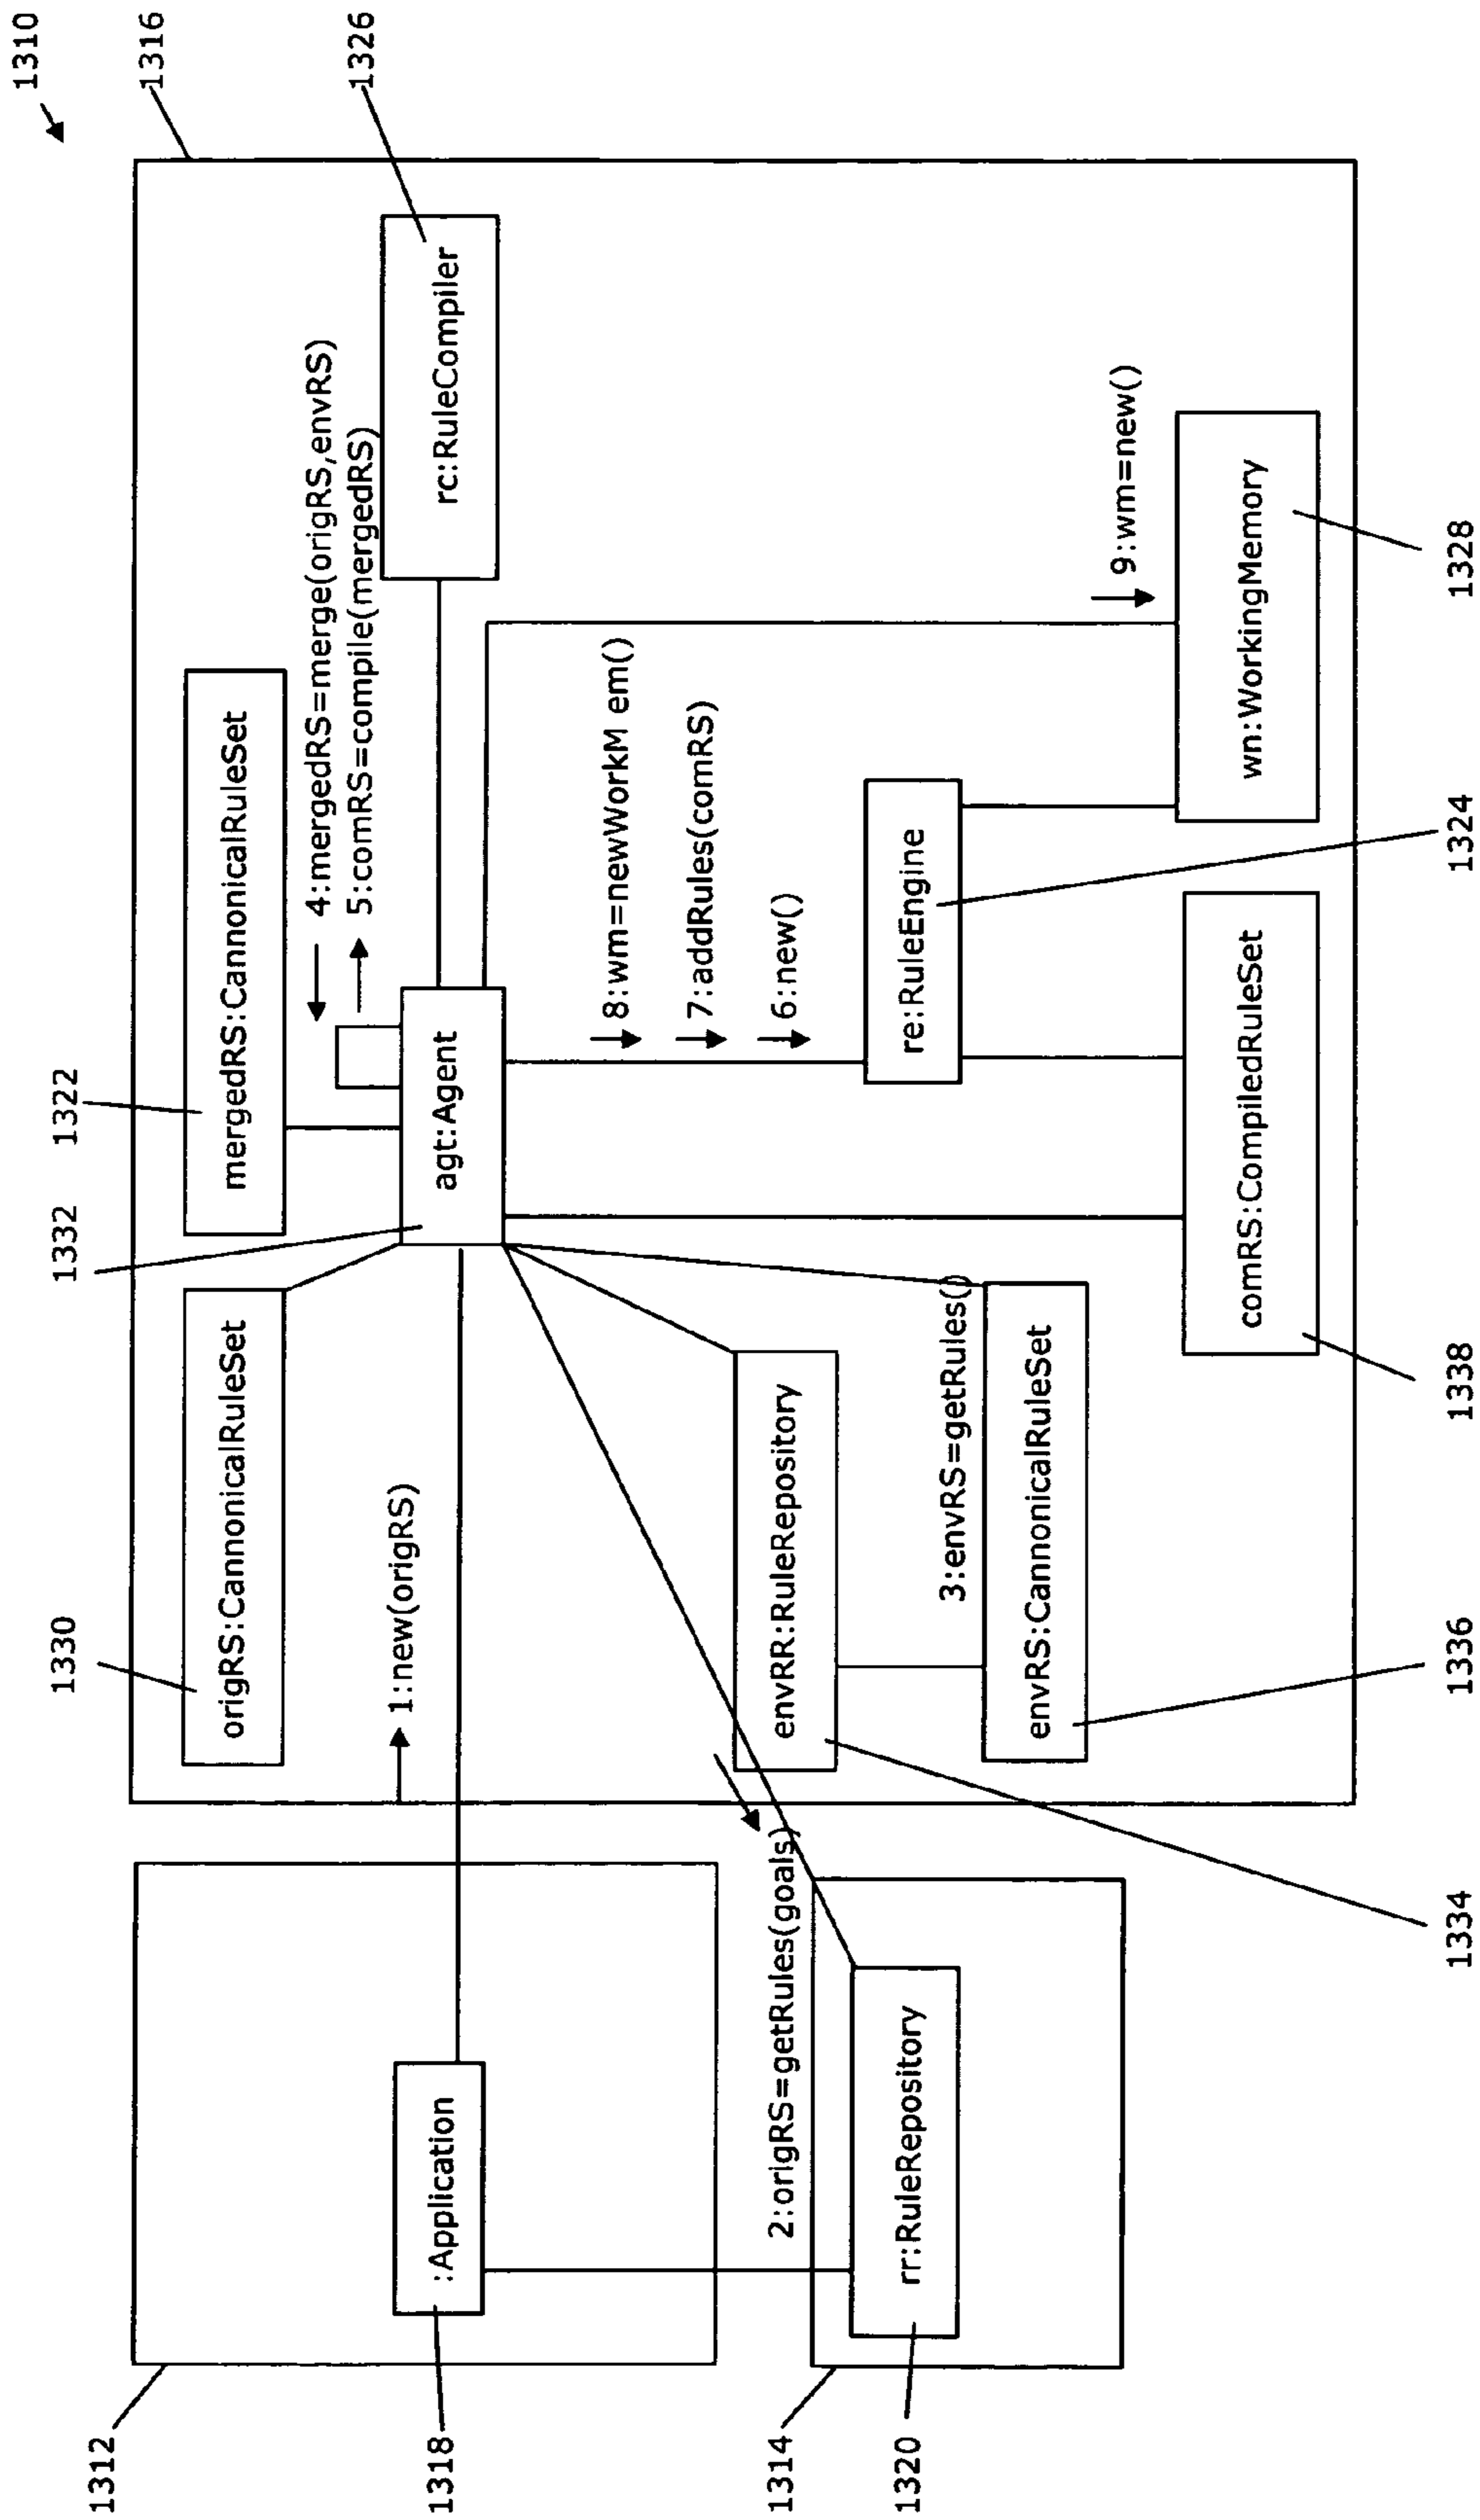 1310
1316
1326
1322
1332
1330
mergedRS:CannonicalRuleSet
origRS:CannonicalRuleSet
4:mergedRS=merge(origRS,envRS)
5:comRS=compile(mergedRS)
rc:RuleCompiler
1:new(origRS)
agt:Agent
:Application
1312
1318
8:wm=newWorkM em()
7:addRules(comRS)
6:new()
2:origRS=getRules(goals)
envRR:RuleRepository
re:RuleEngine
rr:RuleRepository
3:envRS=getRules()
envRS:CannonicalRuleSet
9:wm=new()
wn:WorkingMemory
comRS:CompiledRuleSet
1314
1320
1334
1336
1338
1324
1328